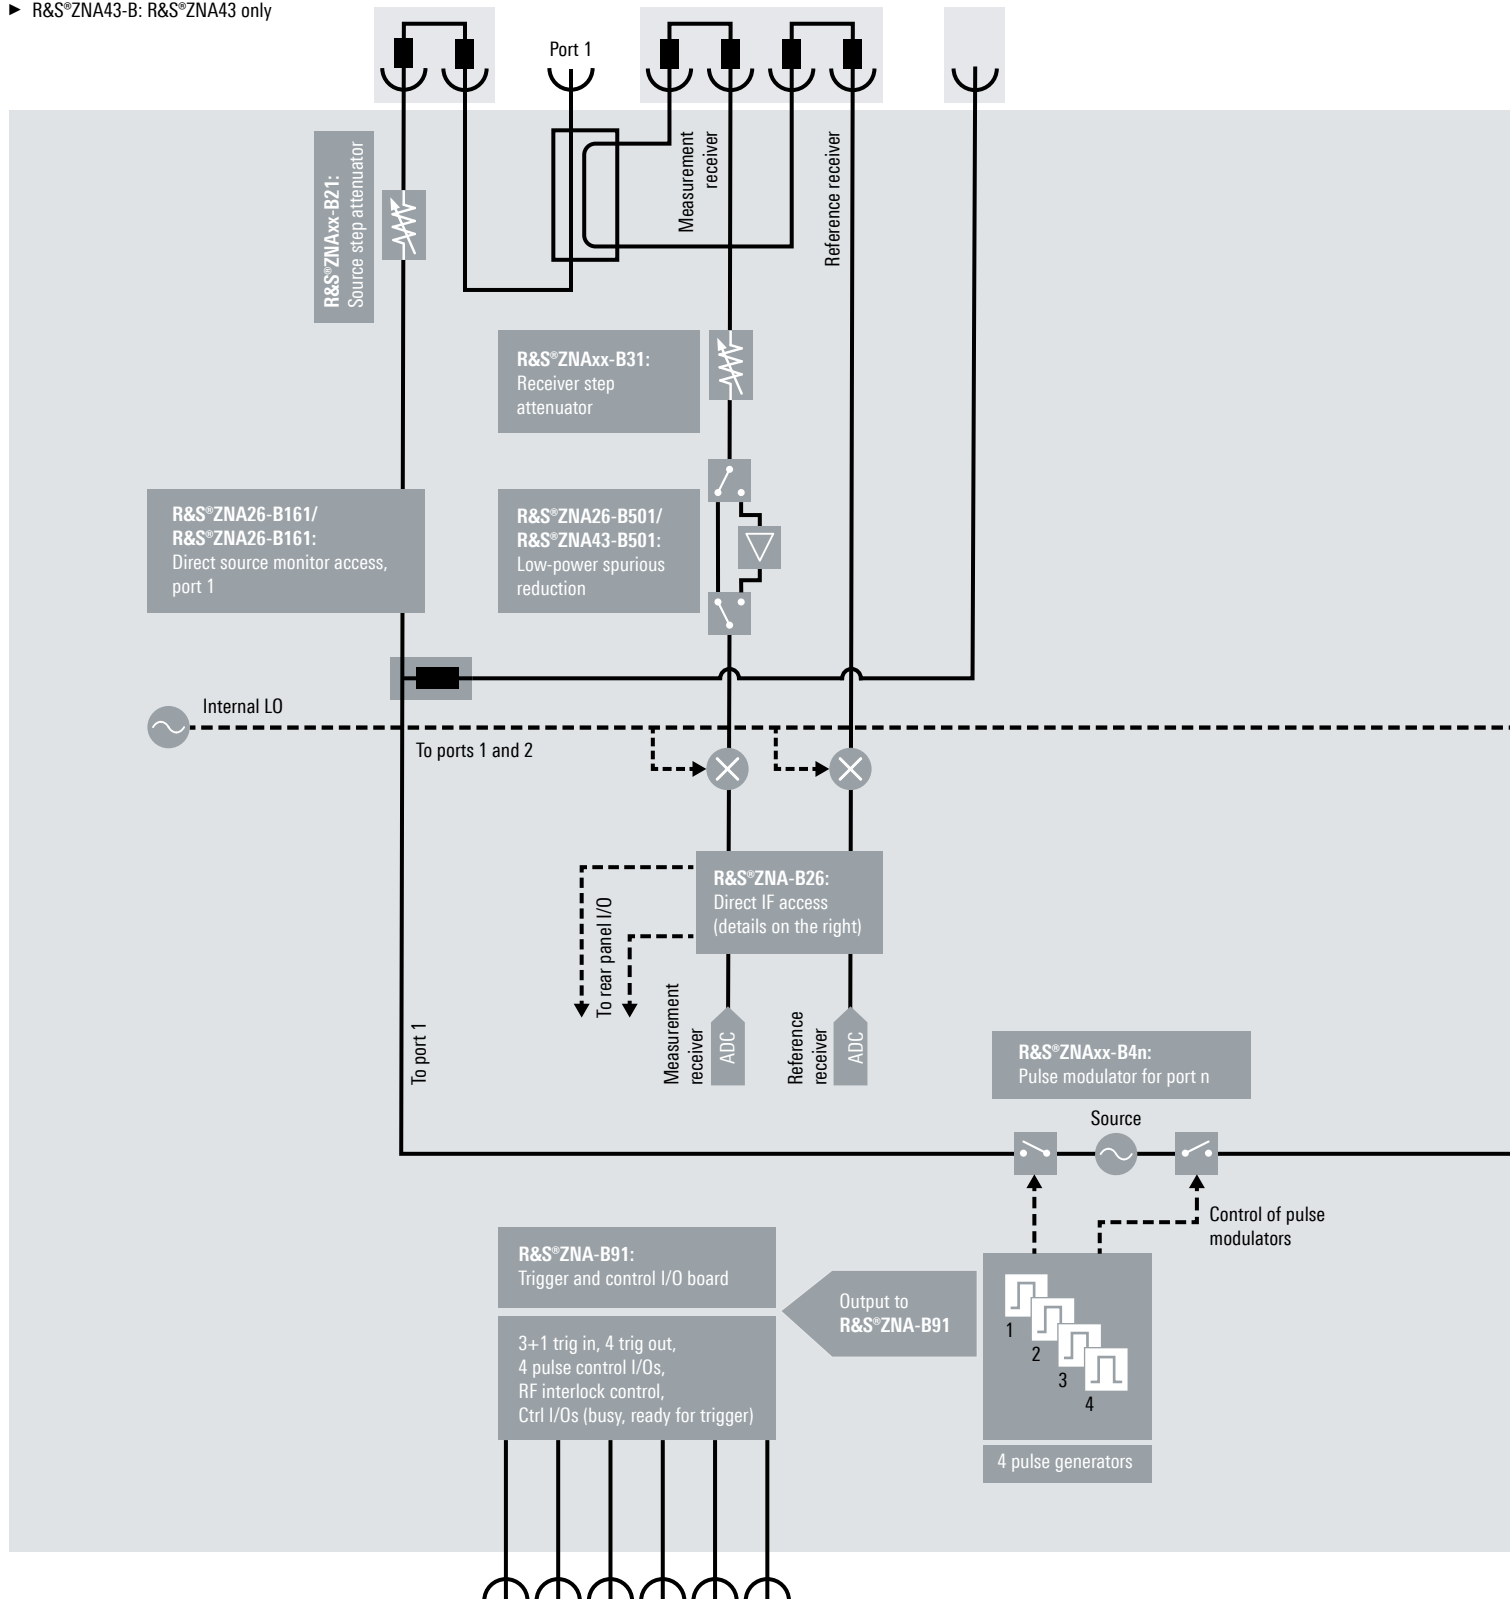 ► R&S®ZNA43-B: R&S®ZNA43 only
Port 1
R&S®ZNAxx-B21:
Source step attenuator
Measurement
receiver
Reference receiver
R&S®ZNAxx-B31:
Receiver step
attenuator
R&S®ZNA26-B161/
R&S®ZNA26-B161:
Direct source monitor access,
port 1
R&S®ZNA26-B501/
R&S®ZNA43-B501:
Low-power spurious
reduction
Internal LO
To ports 1 and 2
R&S®ZNA-B26:
Direct IF access
(details on the right)
To rear panel I/O
To port 1
Measurement
receiver
ADC
Reference
receiver
ADC
R&S®ZNAxx-B4n:
Pulse modulator for port n
Source
Control of pulse
modulators
R&S®ZNA-B91:
Trigger and control I/O board
Output to
R&S®ZNA-B91
3+1 trig in, 4 trig out,
4 pulse control I/Os,
RF interlock control,
Ctrl I/Os (busy, ready for trigger)
1
2
3
4
4 pulse generators